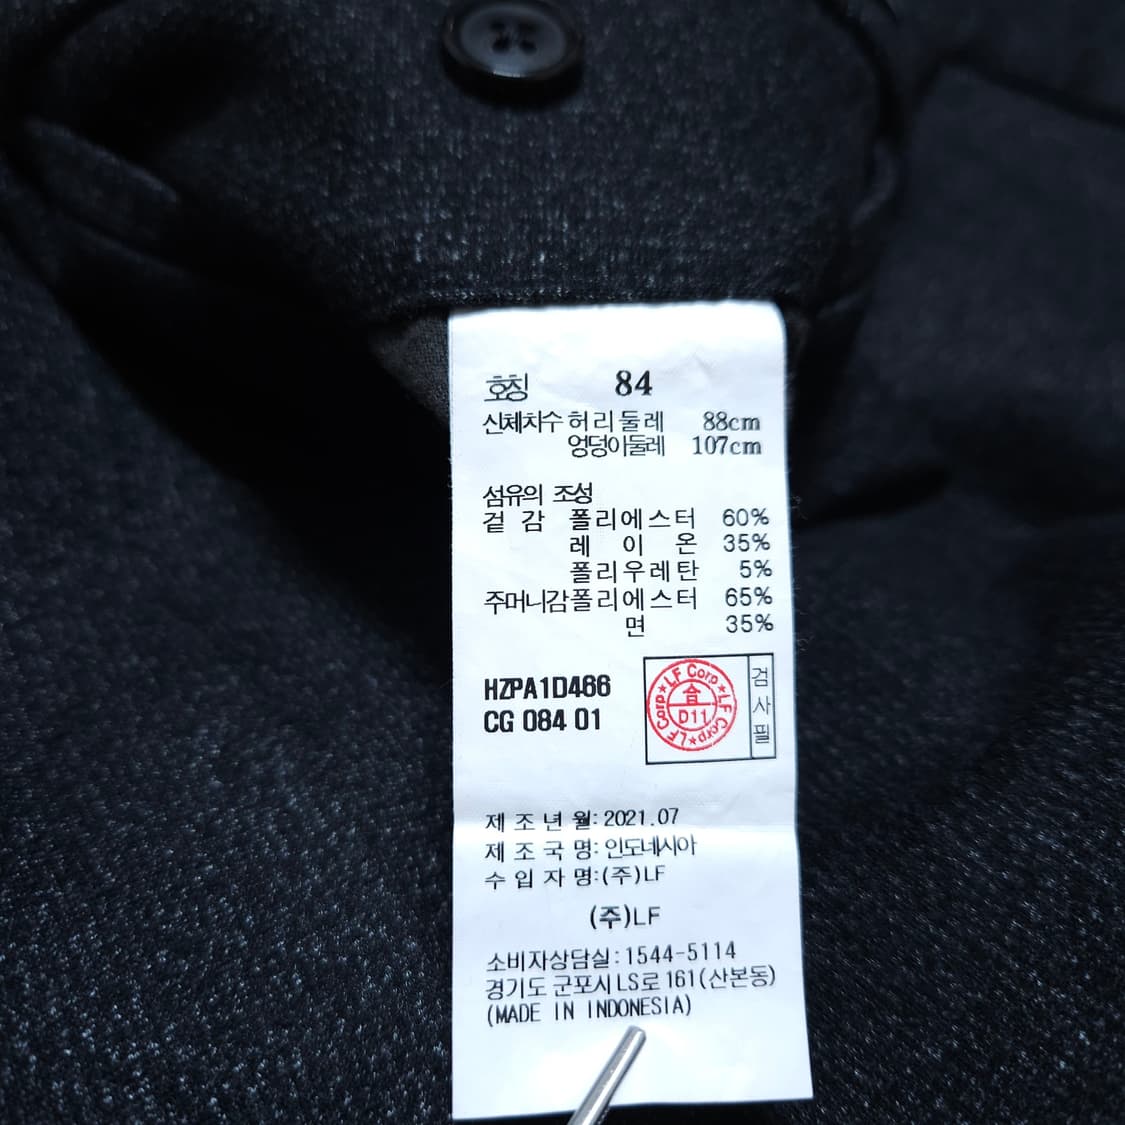 호칭 84
신체치수 허리둘레 88cm
엉덩이둘레 107cm
섬유의 조성
겉 감 폴리에스터 60%
레 이 온 35%
폴리우레탄 5%
주머니감 폴리에스터 65%
면 35%
HZPA1D466
CG 084 01
LF Corp★LF Corp★LF Corp★
合
D11
검사필
제 조 년 월: 2021.07
제 조 국 명: 인도네시아
수 입 자 명:(주)LF
(주)LF
소비자상담실:1544-5114
경기도 군포시 LS로 161(산본동)
(MADE IN INDONESIA)